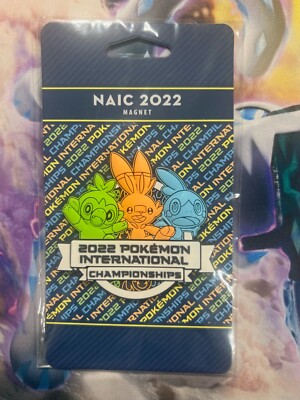 NAIC 2022
MAGNET
2022 POKÉMON
INTERNATIONAL
CHAMPIONSHIPS